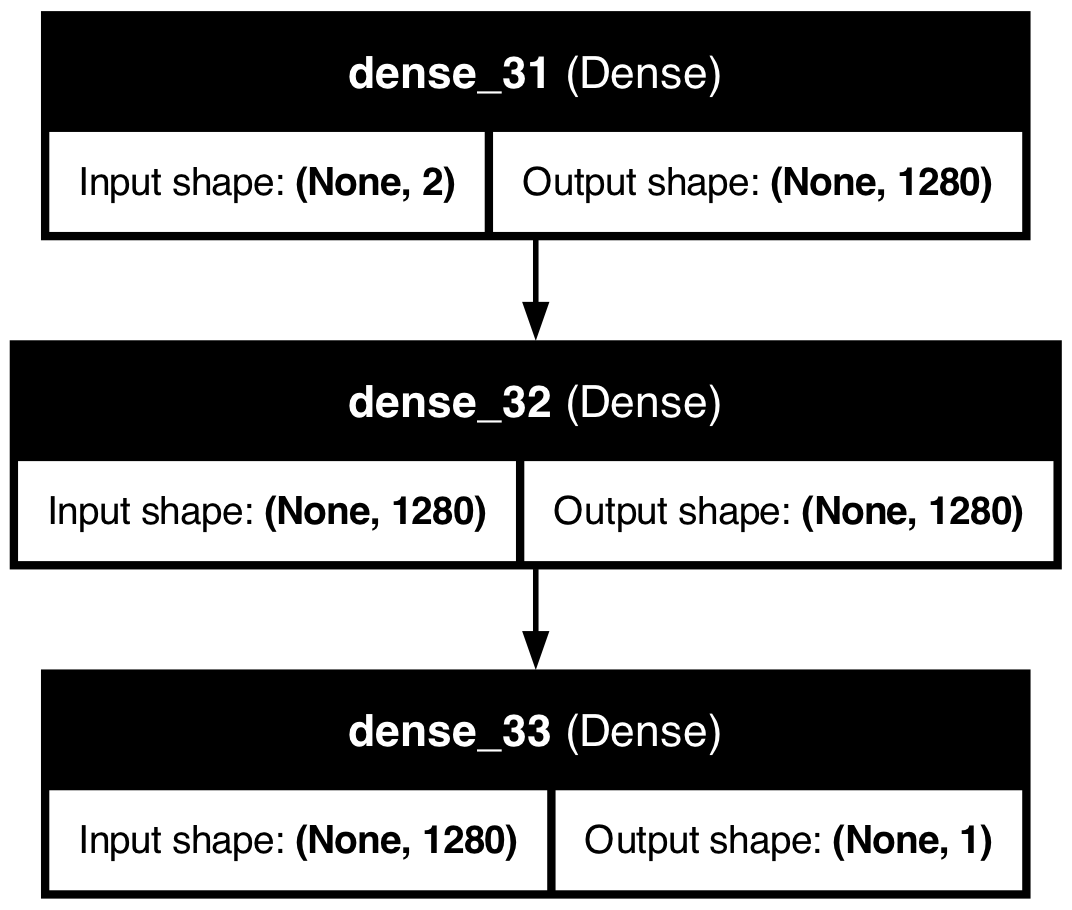 dense_31 (Dense)
Input shape: (None, 2) Output shape: (None, 1280)
dense_32 (Dense)
Input shape: (None, 1280) Output shape: (None, 1280)
dense_33 (Dense)
Input shape: (None, 1280) Output shape: (None, 1)